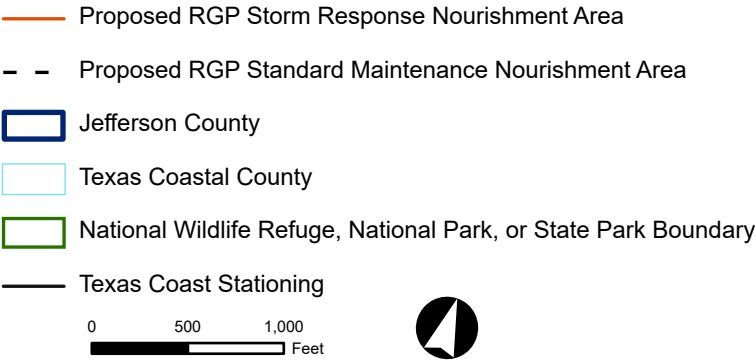 Proposed RGP Storm Response Nourishment Area
Proposed RGP Standard Maintenance Nourishment Area
Jefferson County
Texas Coastal County
National Wildlife Refuge, National Park, or State Park Boundary
Texas Coast Stationing
0 500 1,000
Feet